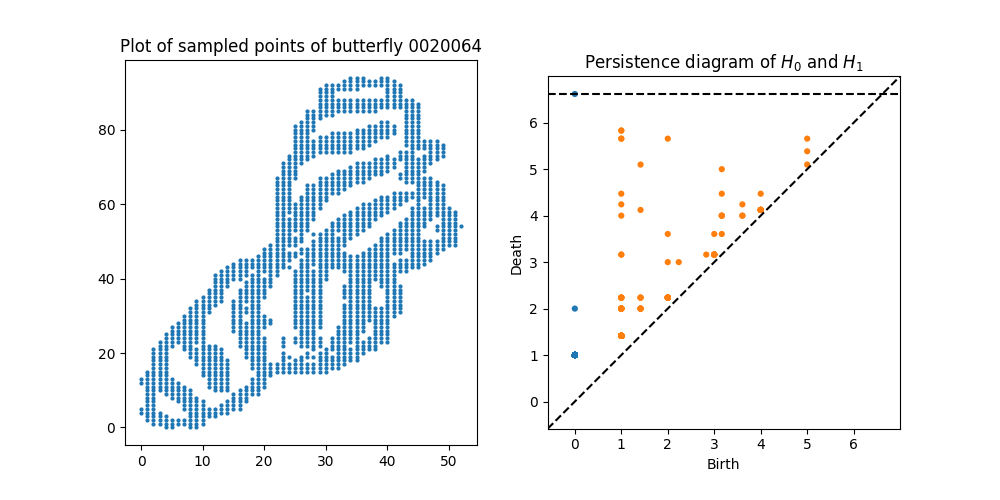 Plot of sampled points of butterfly 0020064
80
60
40
20
0
0 10 20 30 40 50
Persistence diagram of H₀ and H₁
6
5
4
3
2
1
0
Death
0 1 2 3 4 5 6
Birth